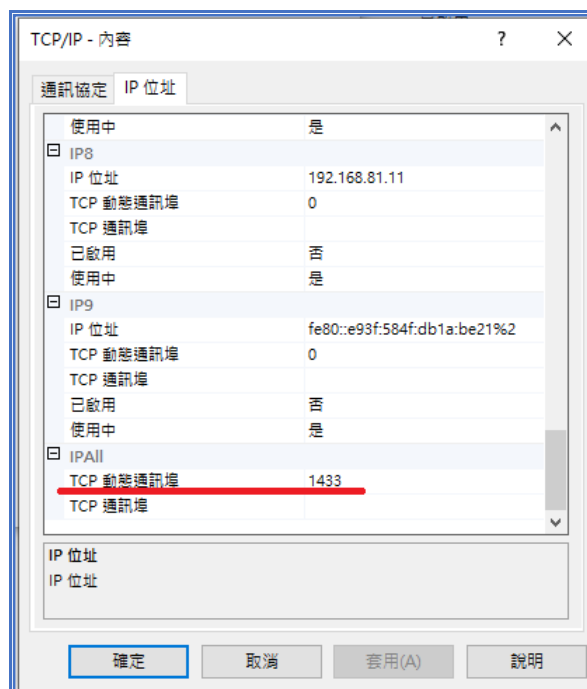 TCP/IP - 內容 ?
通訊協定 IP 位址
使用中 是
IP8
IP 位址 192.168.81.11
TCP 動態通訊埠 0
TCP 通訊埠
已啟用 否
使用中 是
IP9
IP 位址 fe80::e93f:584f:db1a:be21%2
TCP 動態通訊埠 0
TCP 通訊埠
已啟用 否
使用中 是
IPAll
TCP 動態通訊埠 1433
TCP 通訊埠
IP 位址
IP 位址
確定 取消 套用(A) 說明